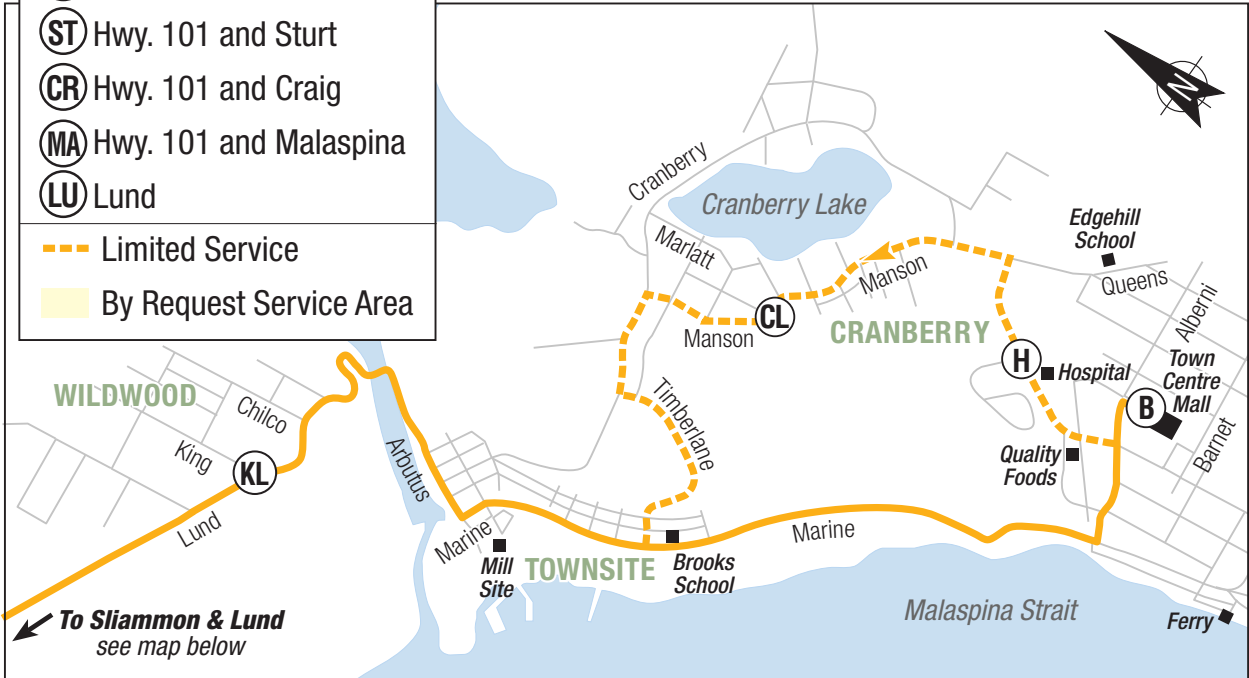 ST Hwy. 101 and Sturt
CR Hwy. 101 and Craig
MA Hwy. 101 and Malaspina
LU Lund
Limited Service
By Request Service Area
N
Cranberry
Cranberry Lake
Marlatt
Edgehill
School
Queens
Manson
Alberni
CL
Manson
CRANBERRY
H
Hospital
Town
Centre
Mall
B
WILDWOOD
Chilco
King
KL
Arbutus
Timberlane
Quality
Foods
Barnet
Lund
Marine
Mill
Site
TOWNSITE
Brooks
School
Marine
Malaspina Strait
Ferry
To Sliammon & Lund
see map below